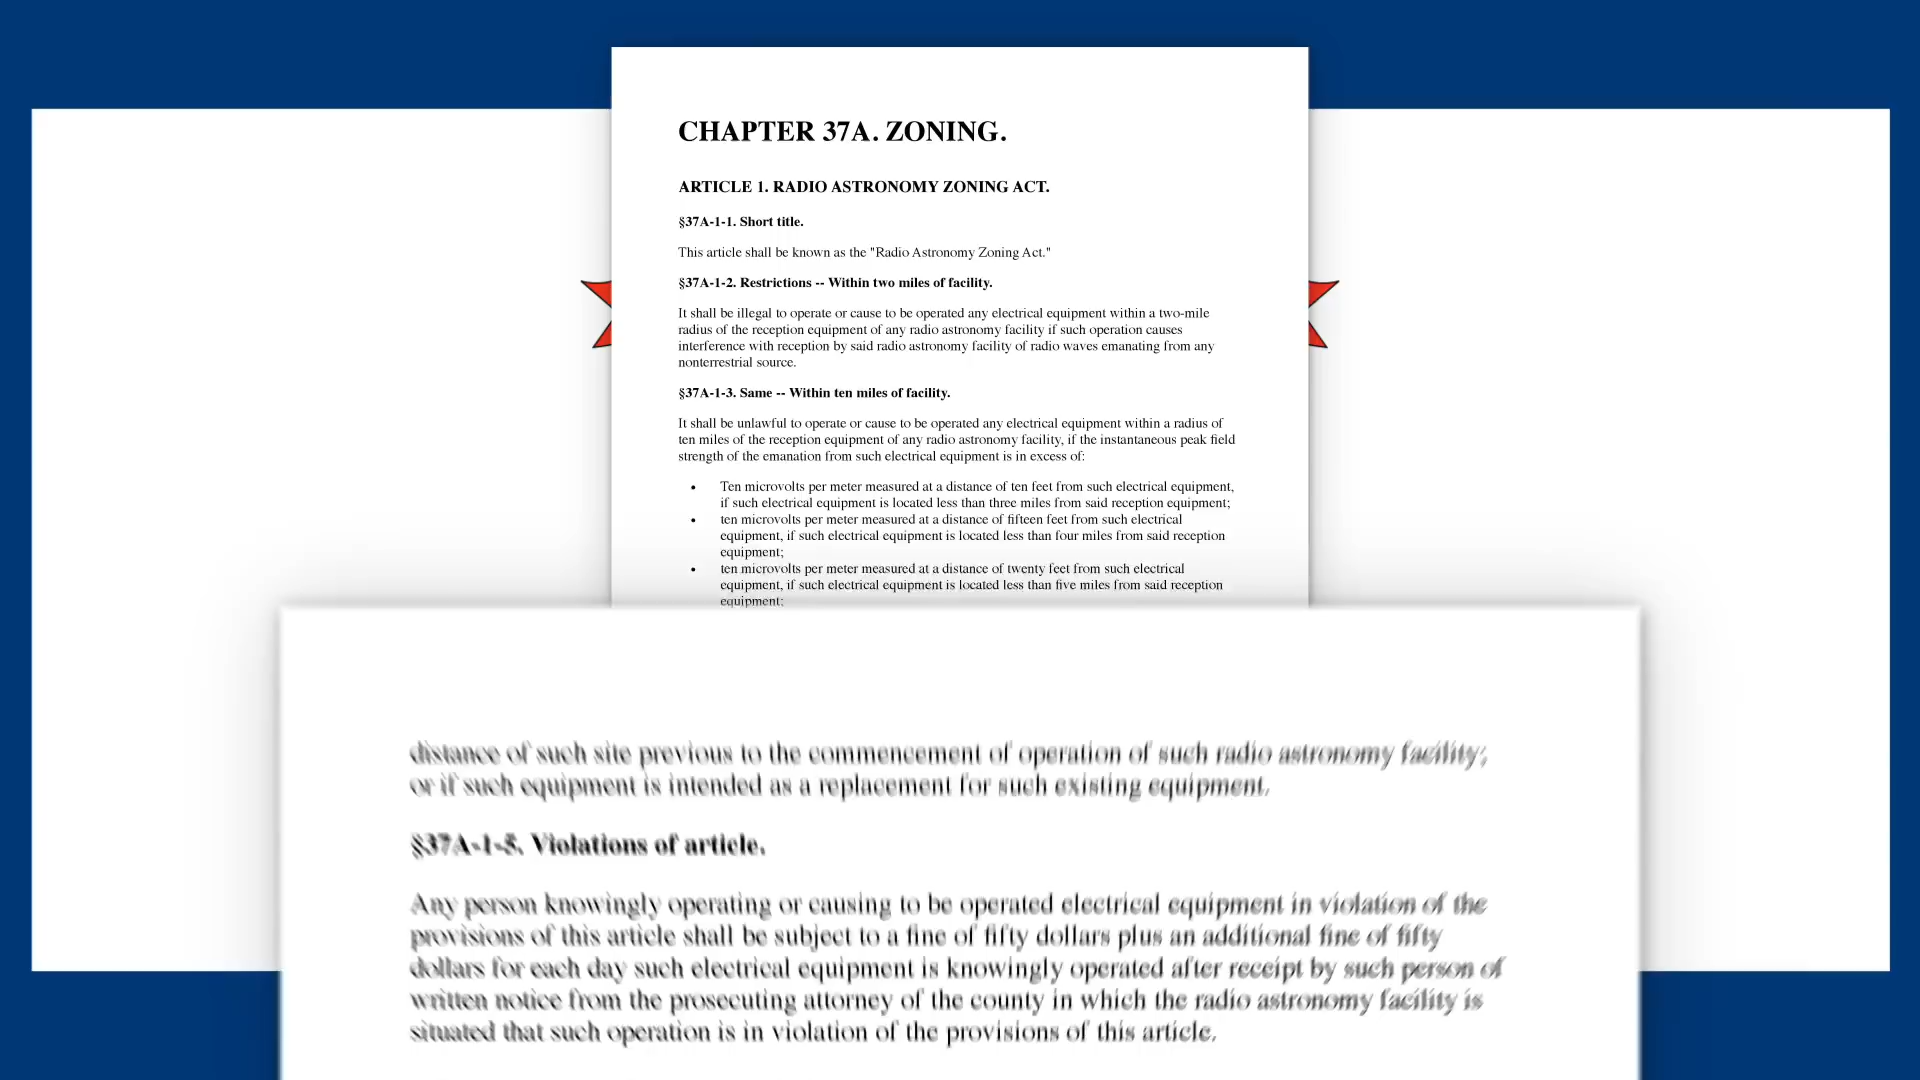 CHAPTER 37A. ZONING.
ARTICLE 1. RADIO ASTRONOMY ZONING ACT.
§37A-1-1. Short title.
This article shall be known as the "Radio Astronomy Zoning Act."
§37A-1-2. Restrictions -- Within two miles of facility.
It shall be illegal to operate or cause to be operated any electrical equipment within a two-mile
radius of the reception equipment of any radio astronomy facility if such operation causes
interference with reception by said radio astronomy facility of radio waves emanating from any
nonterrestrial source.
§37A-1-3. Same -- Within ten miles of facility.
It shall be unlawful to operate or cause to be operated any electrical equipment within a radius of
ten miles of the reception equipment of any radio astronomy facility, if the instantaneous peak field
strength of the emanation from such electrical equipment is in excess of:
• Ten microvolts per meter measured at a distance of ten feet from such electrical equipment,
if such electrical equipment is located less than three miles from said reception equipment;
• ten microvolts per meter measured at a distance of fifteen feet from such electrical
equipment, if such electrical equipment is located less than four miles from said reception
equipment;
• ten microvolts per meter measured at a distance of twenty feet from such electrical
equipment, if such electrical equipment is located less than five miles from said reception
equipment;
distance of such site previous to the commencement of operation of such radio astronomy facility;
or if such equipment is intended as a replacement for such existing equipment.
§37A-1-5. Violations of article.
Any person knowingly operating or causing to be operated electrical equipment in violation of the
provisions of this article shall be subject to a fine of fifty dollars plus an additional fine of fifty
dollars for each day such electrical equipment is knowingly operated after receipt by such person of
written notice from the prosecuting attorney of the county in which the radio astronomy facility is
situated that such operation is in violation of the provisions of this article.